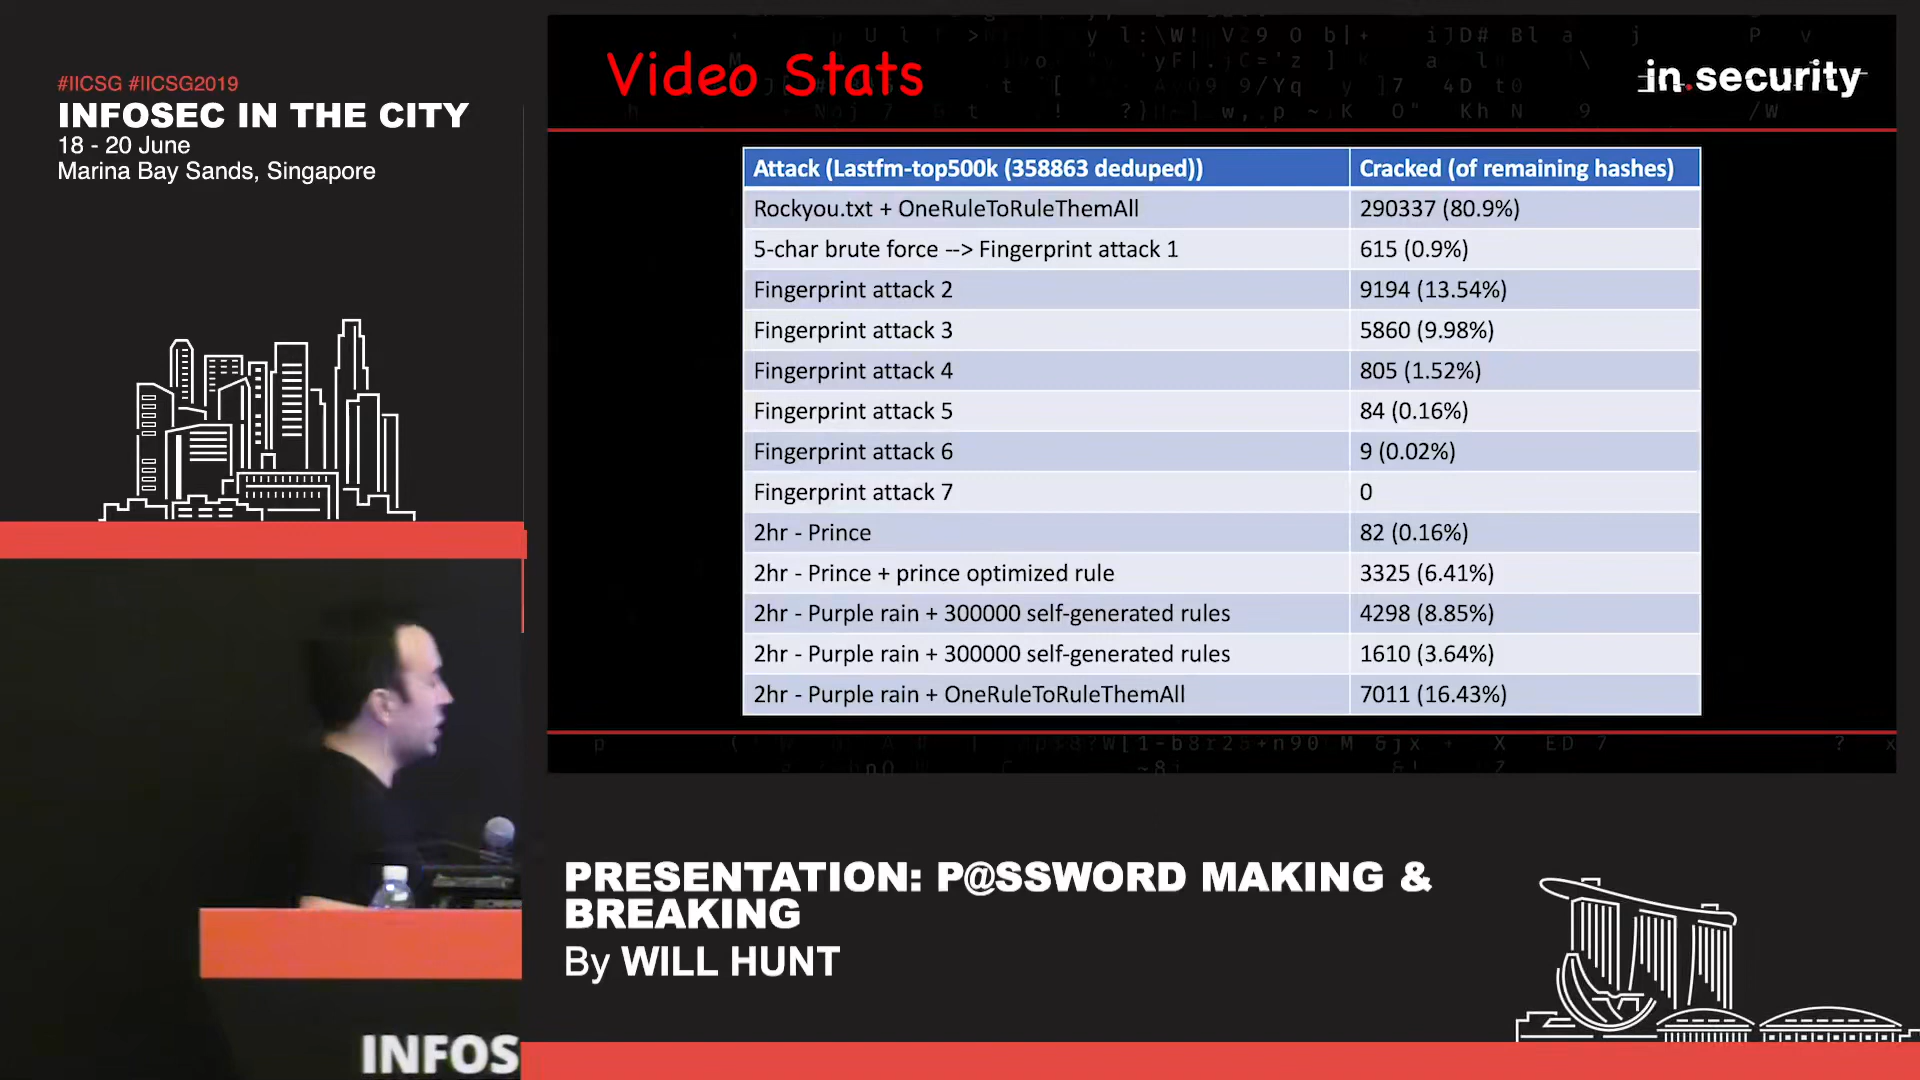 #IICSG #IICSG2019
INFOSEC IN THE CITY
18 - 20 June
Marina Bay Sands, Singapore
Video Stats
in.security
Attack (Lastfm-top500k (358863 deduped)) Cracked (of remaining hashes)
Rockyou.txt + OneRuleToRuleThemAll 290337 (80.9%)
5-char brute force --> Fingerprint attack 1 615 (0.9%)
Fingerprint attack 2 9194 (13.54%)
Fingerprint attack 3 5860 (9.98%)
Fingerprint attack 4 805 (1.52%)
Fingerprint attack 5 84 (0.16%)
Fingerprint attack 6 9 (0.02%)
Fingerprint attack 7 0
2hr - Prince 82 (0.16%)
2hr - Prince + prince optimized rule 3325 (6.41%)
2hr - Purple rain + 300000 self-generated rules 4298 (8.85%)
2hr - Purple rain + 300000 self-generated rules 1610 (3.64%)
2hr - Purple rain + OneRuleToRuleThemAll 7011 (16.43%)
PRESENTATION: P@SSWORD MAKING &
BREAKING
By WILL HUNT
INFOS